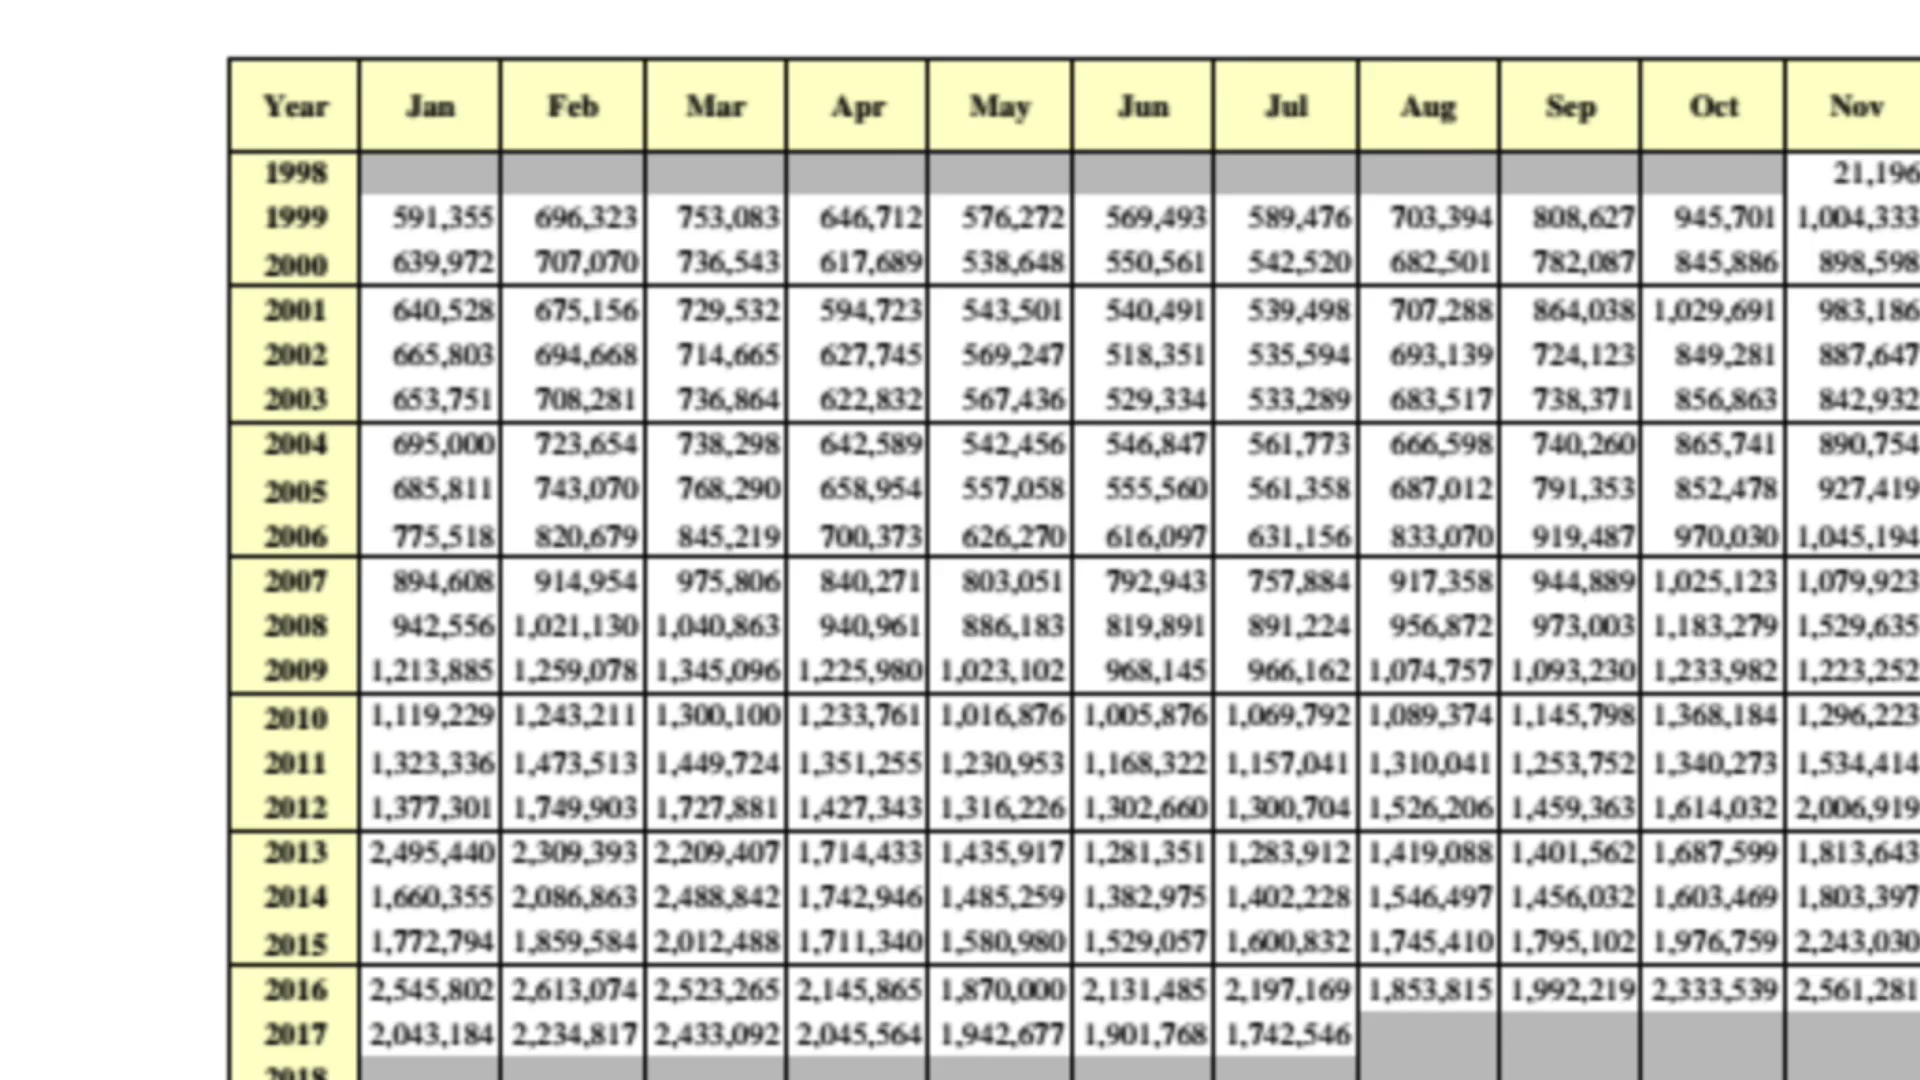 Year Jan Feb Mar Apr May Jun Jul Aug Sep Oct Nov
1998 21,196
1999 591,355 696,323 753,083 646,712 576,272 569,493 589,476 703,394 808,627 945,701 1,004,333
2000 639,972 707,070 736,543 617,689 538,648 550,561 542,520 682,501 782,087 845,886 898,598
2001 640,528 675,156 729,532 594,723 543,501 540,491 539,498 707,288 864,038 1,029,691 983,186
2002 665,803 694,668 714,665 627,745 569,247 518,351 535,594 693,139 724,123 849,281 887,647
2003 653,751 708,281 736,864 622,832 567,436 529,334 533,289 683,517 738,371 856,863 842,932
2004 695,000 723,654 738,298 642,589 542,456 546,847 561,773 666,598 740,260 865,741 890,754
2005 685,811 743,070 768,290 658,954 557,058 555,560 561,358 687,012 791,353 852,478 927,419
2006 775,518 820,679 845,219 700,373 626,270 616,097 631,156 833,070 919,487 970,030 1,045,194
2007 894,608 914,954 975,806 840,271 803,051 792,943 757,884 917,358 944,889 1,025,123 1,079,923
2008 942,556 1,021,130 1,040,863 940,961 886,183 819,891 891,224 956,872 973,003 1,183,279 1,529,635
2009 1,213,885 1,259,078 1,345,096 1,225,980 1,023,102 968,145 966,162 1,074,757 1,093,230 1,233,982 1,223,252
2010 1,119,229 1,243,211 1,300,100 1,233,761 1,016,876 1,005,876 1,069,792 1,089,374 1,145,798 1,368,184 1,296,223
2011 1,323,336 1,473,513 1,449,724 1,351,255 1,230,953 1,168,322 1,157,041 1,310,041 1,253,752 1,340,273 1,534,414
2012 1,377,301 1,749,903 1,727,881 1,427,343 1,316,226 1,302,660 1,300,704 1,526,206 1,459,363 1,614,032 2,006,919
2013 2,495,440 2,309,393 2,209,407 1,714,433 1,435,917 1,281,351 1,283,912 1,419,088 1,401,562 1,687,599 1,813,643
2014 1,660,355 2,086,863 2,488,842 1,742,946 1,485,259 1,382,975 1,402,228 1,546,497 1,456,032 1,603,469 1,803,397
2015 1,772,794 1,859,584 2,012,488 1,711,340 1,580,980 1,529,057 1,600,832 1,745,410 1,795,102 1,976,759 2,243,030
2016 2,545,802 2,613,074 2,523,265 2,145,865 1,870,000 2,131,485 2,197,169 1,853,815 1,992,219 2,333,539 2,561,281
2017 2,043,184 2,234,817 2,433,092 2,045,564 1,942,677 1,901,768 1,742,546
2018